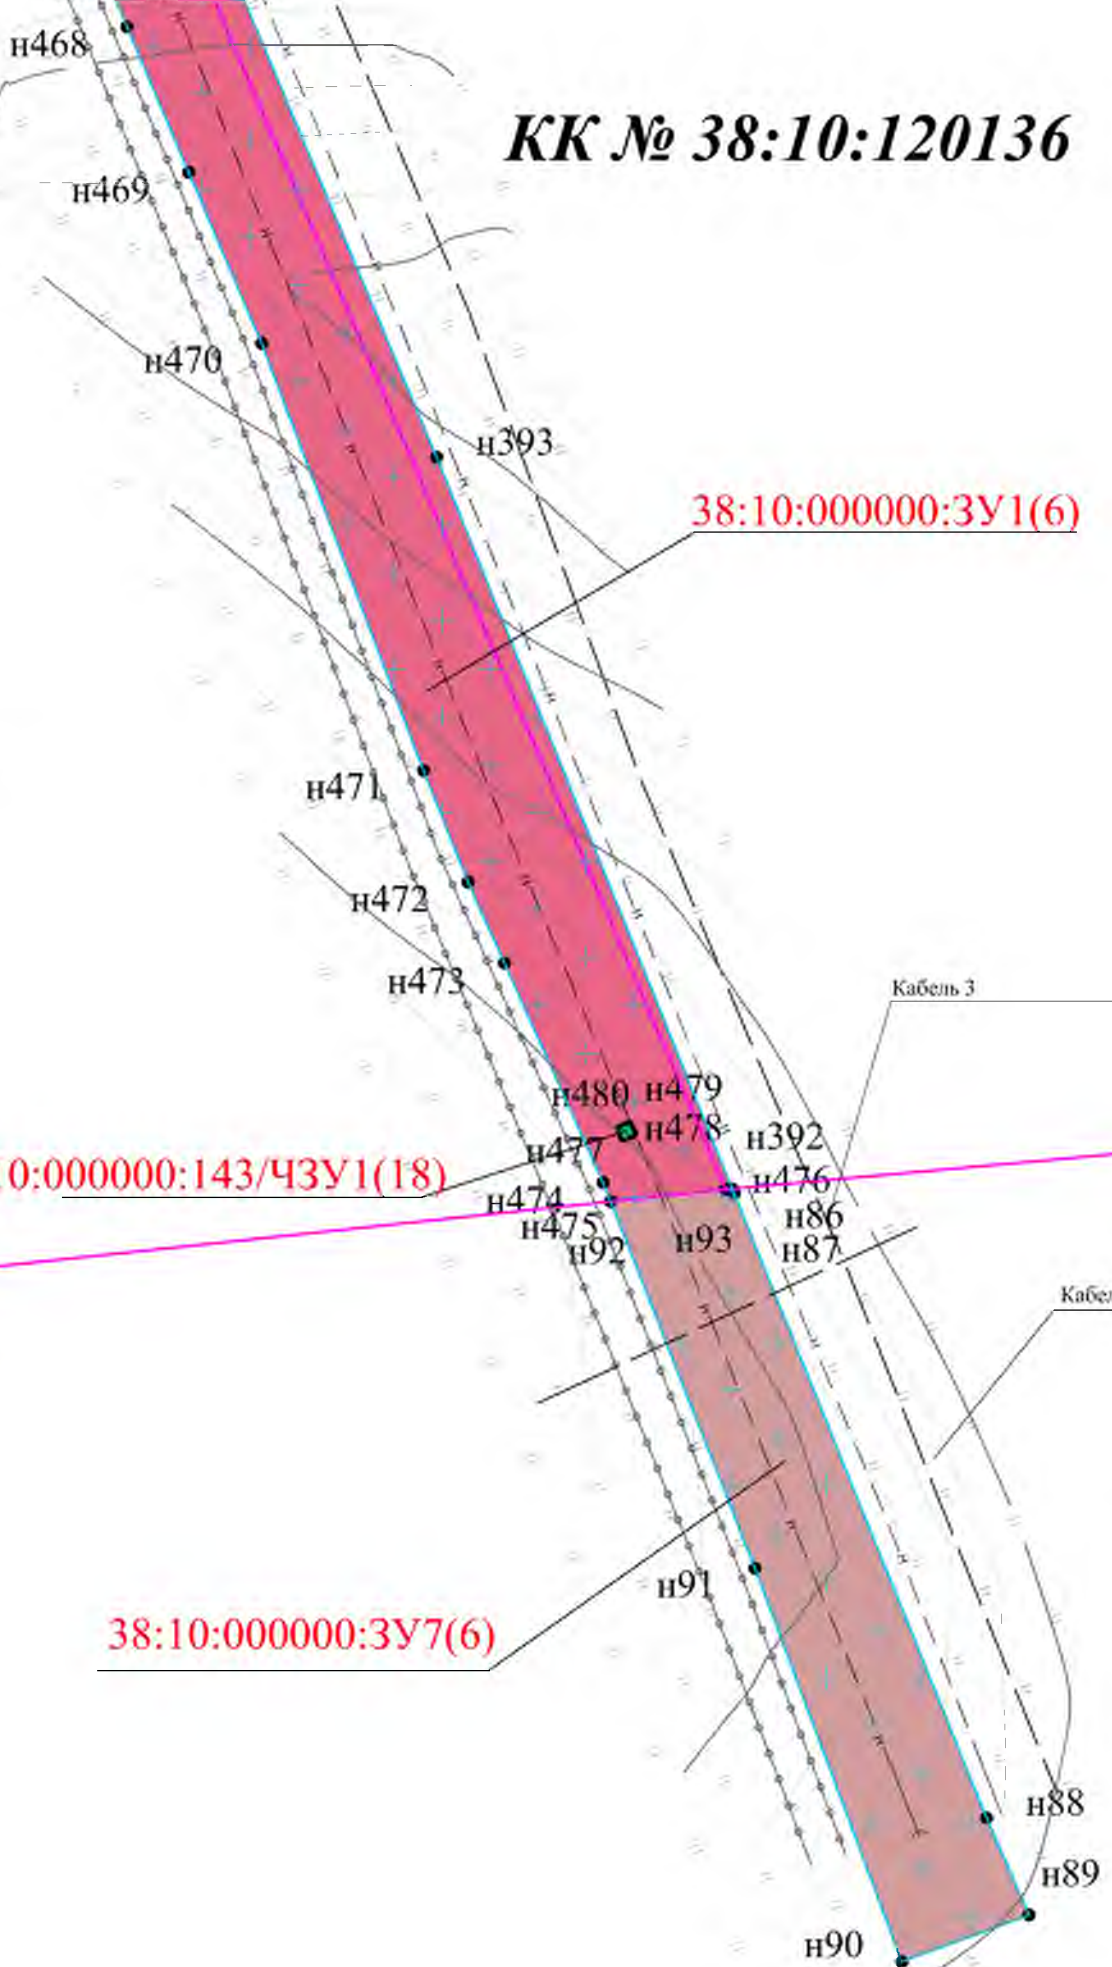 н468
КК № 38:10:120136
н469
н470
н393
38:10:000000:ЗУ1(6)
н471
н472
н473
Кабель 3
н480
н479
н478
н392
н477
0:000000:143/ЧЗУ1(18)
н476
н474
н86
н475
н93
н92
н87
Кабел
н91
38:10:000000:ЗУ7(6)
н88
н89
н90